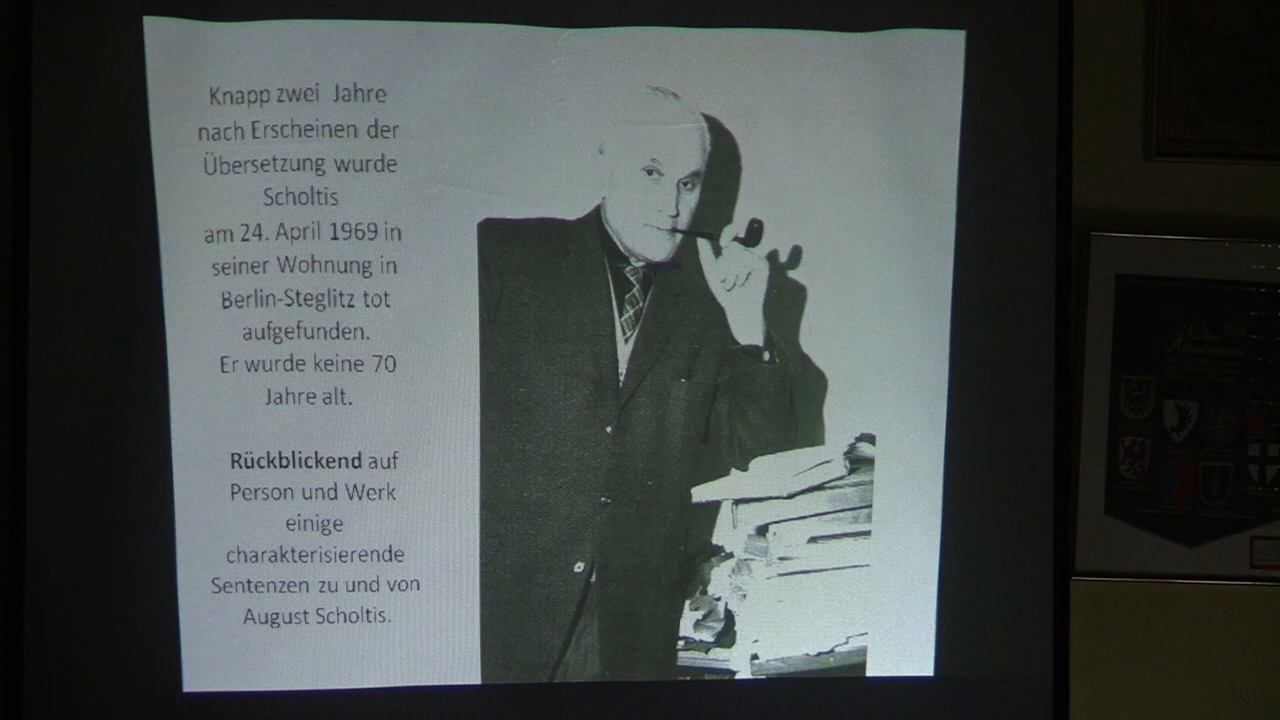 Knapp zwei Jahre
nach Erscheinen der
Übersetzung wurde
Scholtis
am 24. April 1969 in
seiner Wohnung in
Berlin-Steglitz tot
aufgefunden.
Er wurde keine 70
Jahre alt.
Rückblickend auf
Person und Werk
einige
charakterisierende
Sentenzen zu und von
August Scholtis.